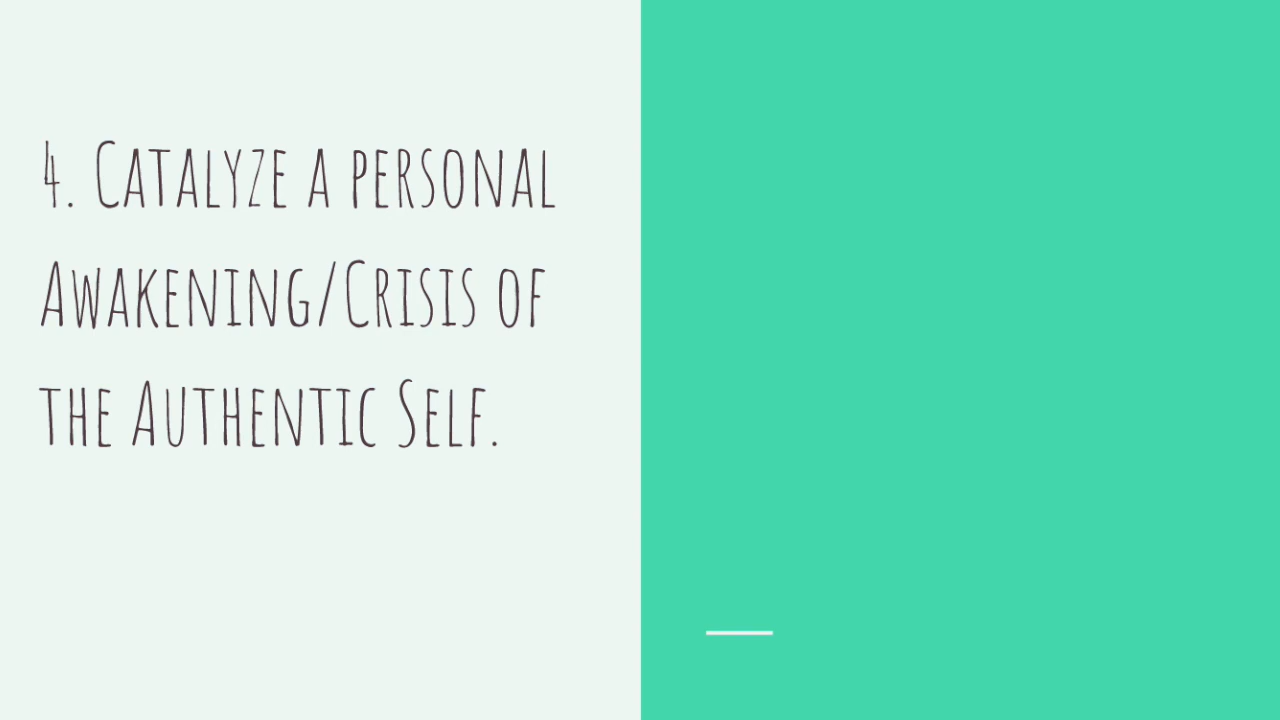 4. Catalyze a personal
Awakening/Crisis of
the Authentic Self.